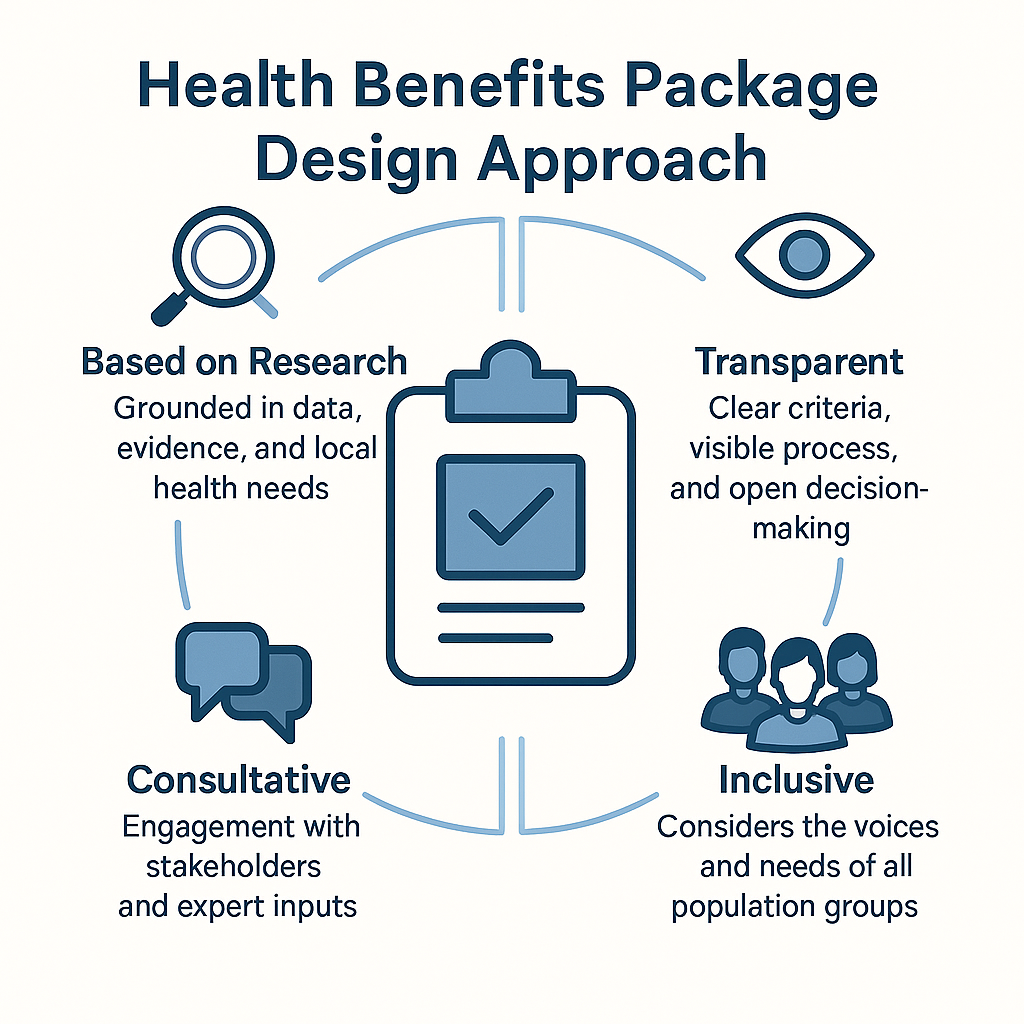 Health Benefits Package
Design Approach
Based on Research
Grounded in data,
evidence, and local
health needs
Transparent
Clear criteria,
visible process,
and open decision-
making
Consultative
Engagement with
stakeholders
and expert inputs
Inclusive
Considers the voices
and needs of all
population groups